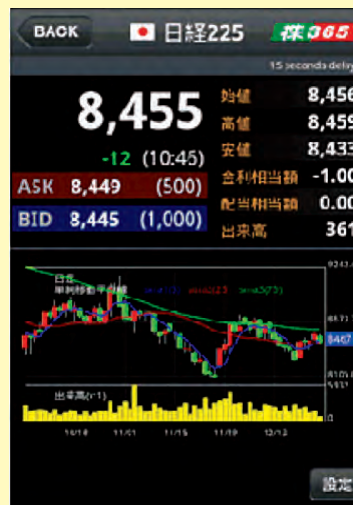 BACK
日経225
株365
15 seconds delay
8,455
-12 (10:45)
ASK 8,449 (500)
BID 8,445 (1,000)
始値 8,456
高値 8,459
安値 8,433
金利相当額 -1.00
配当相当額 0.00
出来高 361
9243.
日足
単純移動平均線
8467
出来高(×1)
0
11/01
11/15
設定